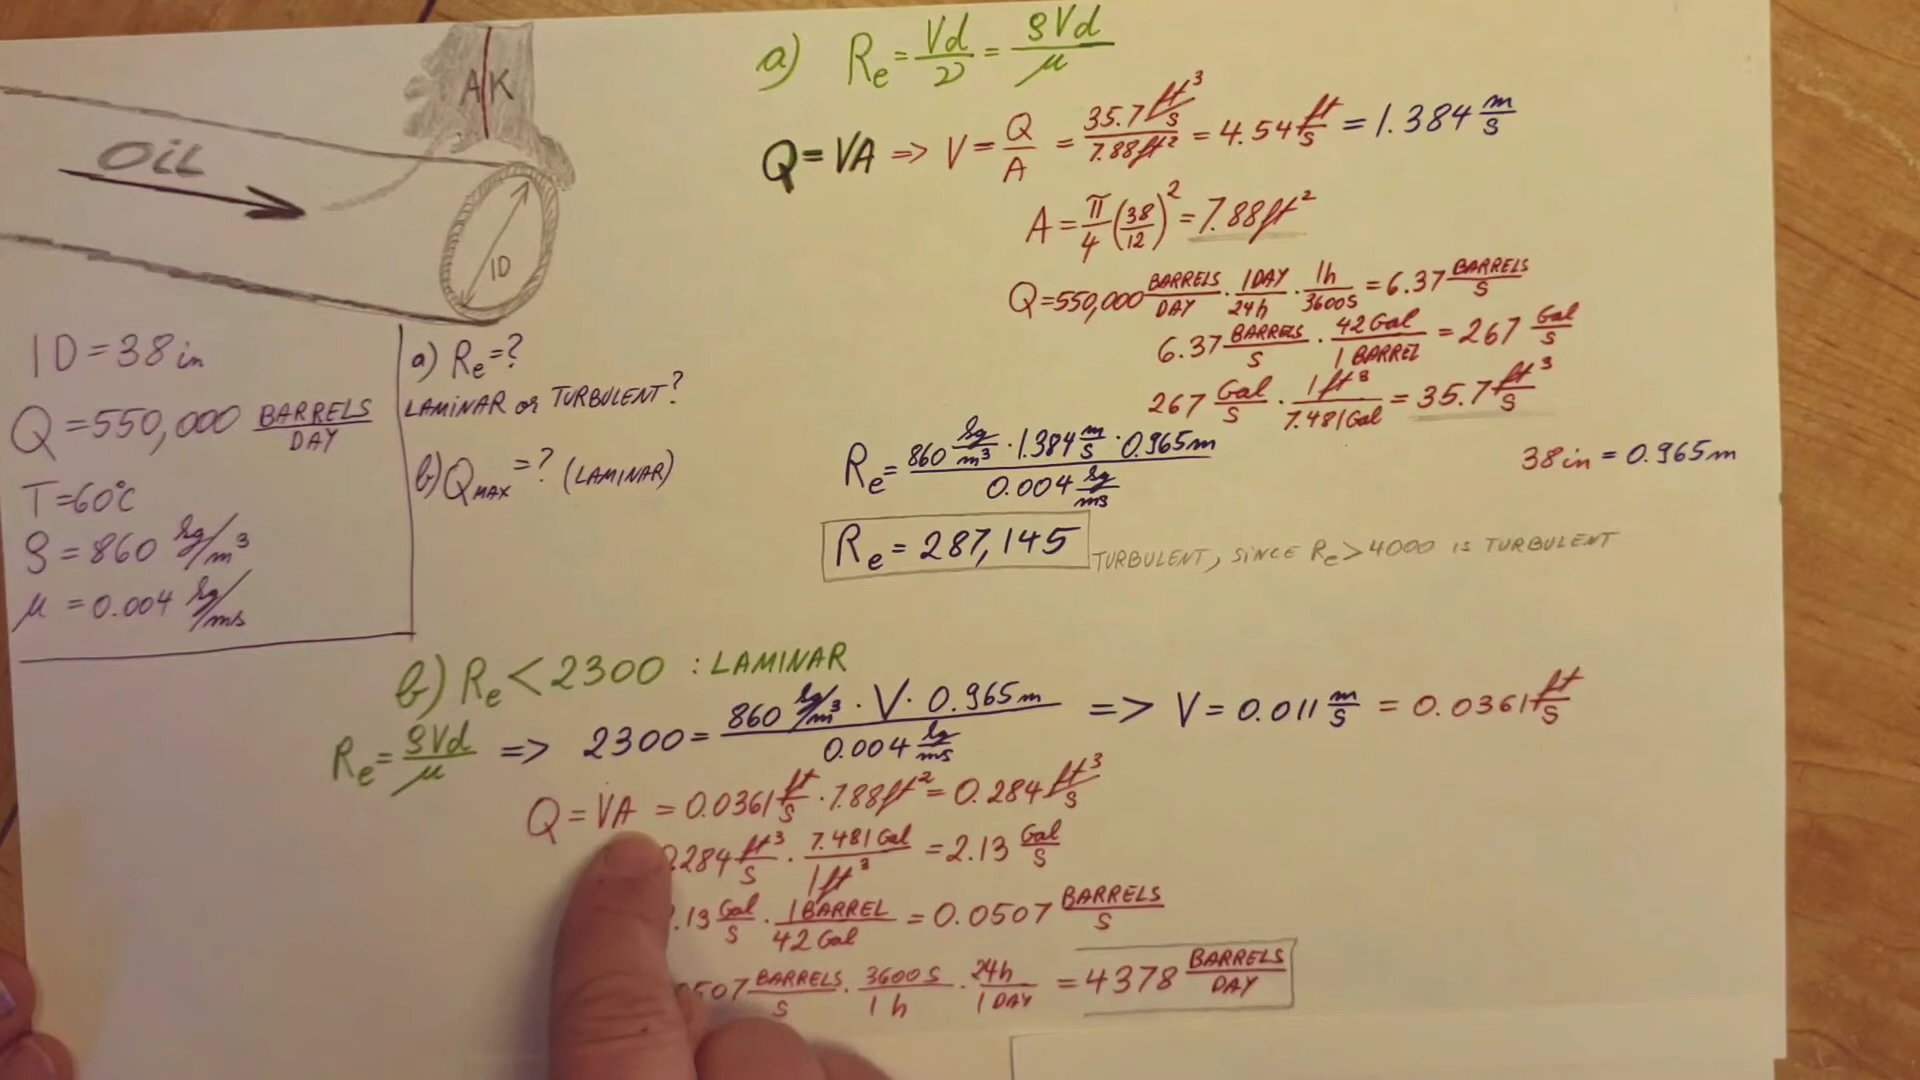 A K
OIL
ID
ID = 38 in
Q = 550,000 BARRELS/DAY
T = 60°C
ρ = 860 kg/m³
μ = 0.004 kg/ms
a) Re = ?
LAMINAR or TURBULENT?
b) Q MAX = ? (LAMINAR)
a) Re = Vd/ν = ρVd/μ
Q = VA => V = Q/A = 35.7 ft³/s / 7.88 ft² = 4.54 ft/s = 1.384 m/s
A = π/4 (38/12)² = 7.88 ft²
Q = 550,000 BARRELS/DAY · 1 DAY/24h · 1h/3600s = 6.37 BARRELS/s
6.37 BARRELS/s · 42 Gal/1 BARREL = 267 Gal/s
267 Gal/s · 1 ft³/7.481 Gal = 35.7 ft³/s
38 in = 0.965 m
Re = 860 kg/m³ · 1.384 m/s · 0.965 m / 0.004 kg/ms
Re = 287,145 TURBULENT, SINCE Re > 4000 IS TURBULENT
b) Re < 2300 : LAMINAR
Re = ρVd/μ => 2300 = 860 kg/m³ · V · 0.965 m / 0.004 kg/ms => V = 0.011 m/s = 0.0361 ft/s
Q = VA = 0.0361 ft/s · 7.88 ft² = 0.284 ft³/s
.284 ft³/s · 7.481 Gal/1 ft³ = 2.13 Gal/s
.13 Gal/s · 1 BARREL/42 Gal = 0.0507 BARRELS/s
507 BARRELS/s · 3600 s/1 h · 24h/1 DAY = 4378 BARRELS/DAY